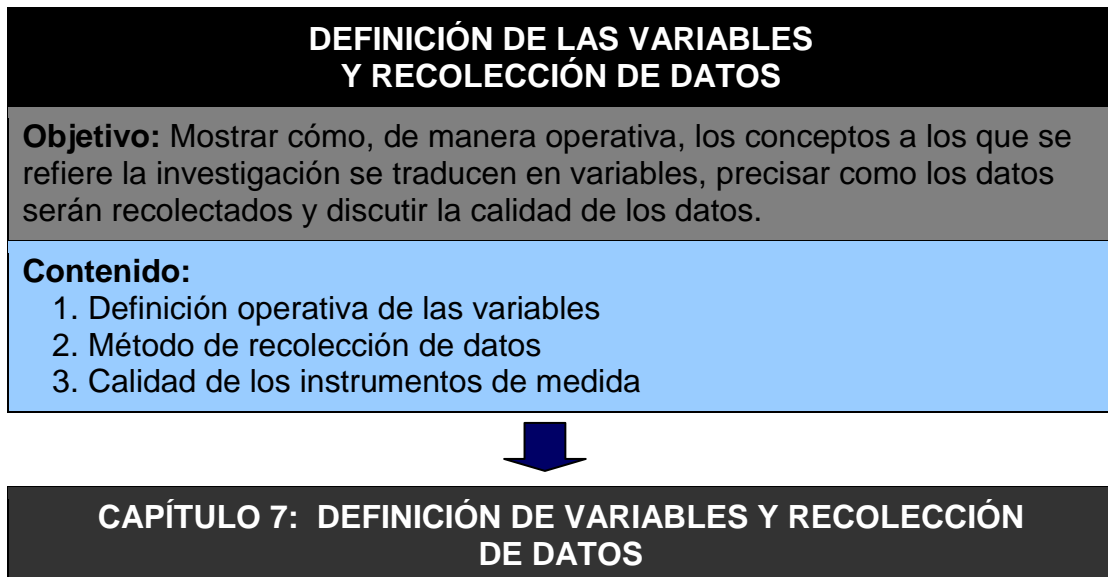 DEFINICIÓN DE LAS VARIABLES
Y RECOLECCIÓN DE DATOS
Objetivo: Mostrar cómo, de manera operativa, los conceptos a los que se
refiere la investigación se traducen en variables, precisar como los datos
serán recolectados y discutir la calidad de los datos.
Contenido:
1. Definición operativa de las variables
2. Método de recolección de datos
3. Calidad de los instrumentos de medida
CAPÍTULO 7: DEFINICIÓN DE VARIABLES Y RECOLECCIÓN
DE DATOS